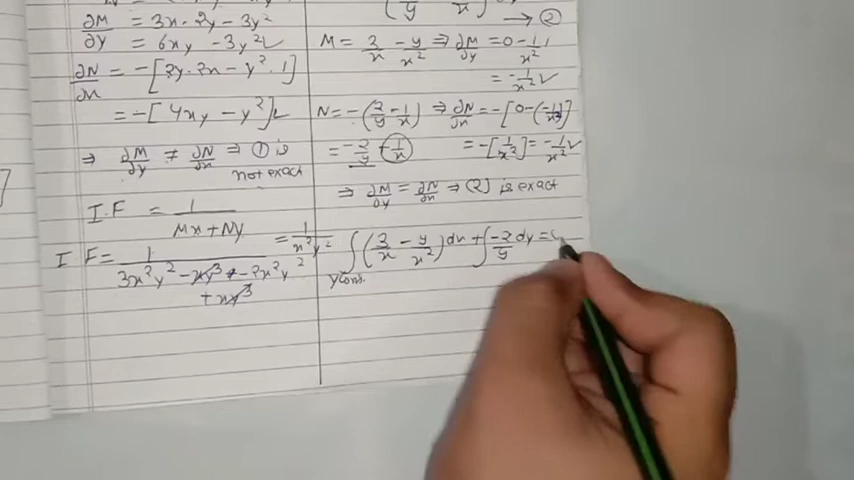 ∂M/∂y = 3x·2y - 3y²
= 6xy - 3y²
∂N/∂x = -[2y·2x - y²·1]
= -[4xy - y²]
⇒ ∂M/∂y ≠ ∂N/∂x ⇒ ① is
not exact
I.F = 1/(Mx+Ny)
I F = 1/(3x²y² - xy³ - 2x²y² + xy³) = 1/(x²y²)
→ ②
M = 3/x - y/x² ⇒ ∂M/∂y = 0 - 1/x²·1
= -1/x²
N = -(2/y - 1/x) ⇒ ∂N/∂x = -[0-(-1/x²)]
= -2/y + 1/x = -[1/x²] = -1/x²
⇒ ∂M/∂y = ∂N/∂x ⇒ ② is exact
∫(3/x - y/x²)dx + ∫-2/y dy =
y const.